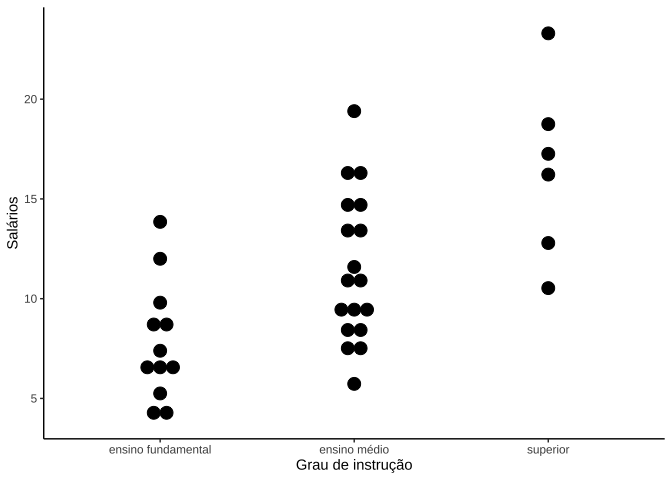 Salários
20
15
10
5
ensino fundamental
ensino médio
superior
Grau de instrução